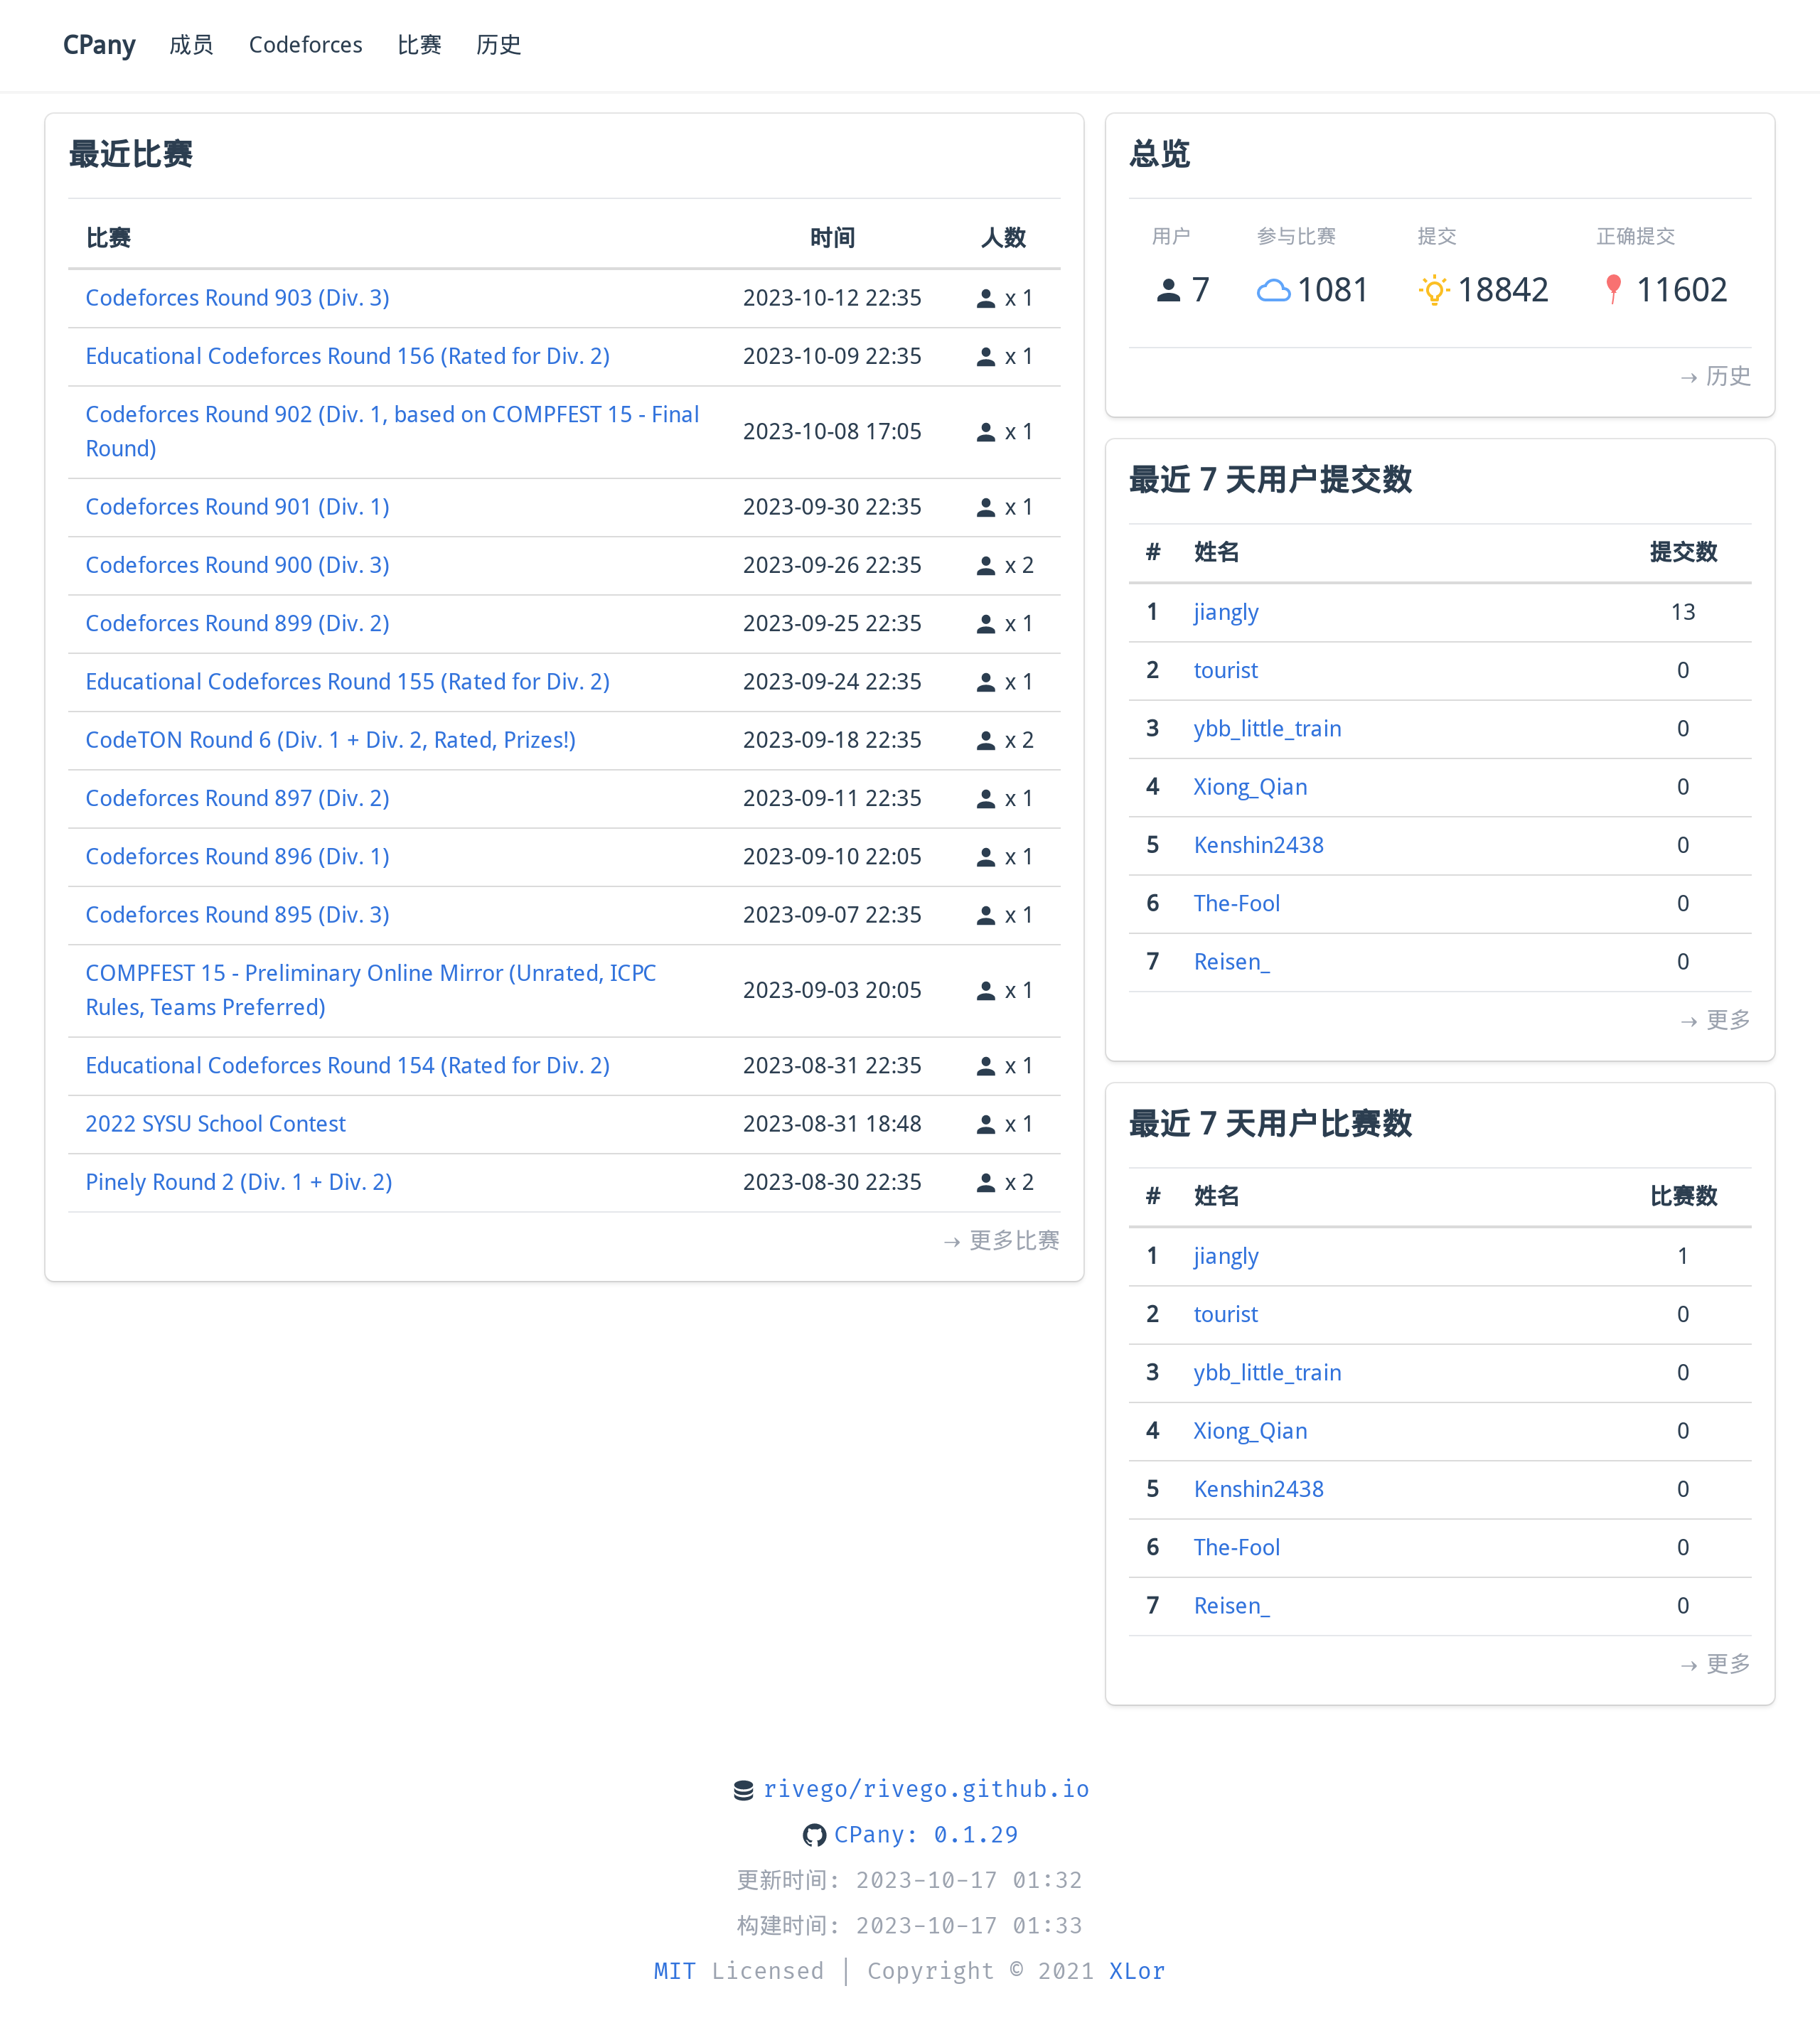 CPany 成员 Codeforces 比赛 历史
最近比赛
比赛 时间 人数
Codeforces Round 903 (Div. 3) 2023-10-12 22:35 x 1
Educational Codeforces Round 156 (Rated for Div. 2) 2023-10-09 22:35 x 1
Codeforces Round 902 (Div. 1, based on COMPFEST 15 - Final
Round) 2023-10-08 17:05 x 1
Codeforces Round 901 (Div. 1) 2023-09-30 22:35 x 1
Codeforces Round 900 (Div. 3) 2023-09-26 22:35 x 2
Codeforces Round 899 (Div. 2) 2023-09-25 22:35 x 1
Educational Codeforces Round 155 (Rated for Div. 2) 2023-09-24 22:35 x 1
CodeTON Round 6 (Div. 1 + Div. 2, Rated, Prizes!) 2023-09-18 22:35 x 2
Codeforces Round 897 (Div. 2) 2023-09-11 22:35 x 1
Codeforces Round 896 (Div. 1) 2023-09-10 22:05 x 1
Codeforces Round 895 (Div. 3) 2023-09-07 22:35 x 1
COMPFEST 15 - Preliminary Online Mirror (Unrated, ICPC
Rules, Teams Preferred) 2023-09-03 20:05 x 1
Educational Codeforces Round 154 (Rated for Div. 2) 2023-08-31 22:35 x 1
2022 SYSU School Contest 2023-08-31 18:48 x 1
Pinely Round 2 (Div. 1 + Div. 2) 2023-08-30 22:35 x 2
→ 更多比赛
总览
用户 参与比赛 提交 正确提交
7 1081 18842 11602
→ 历史
最近 7 天用户提交数
# 姓名 提交数
1 jiangly 13
2 tourist 0
3 ybb_little_train 0
4 Xiong_Qian 0
5 Kenshin2438 0
6 The-Fool 0
7 Reisen_ 0
→ 更多
最近 7 天用户比赛数
# 姓名 比赛数
1 jiangly 1
2 tourist 0
3 ybb_little_train 0
4 Xiong_Qian 0
5 Kenshin2438 0
6 The-Fool 0
7 Reisen_ 0
→ 更多
rivego/rivego.github.io
CPany: 0.1.29
更新时间: 2023-10-17 01:32
构建时间: 2023-10-17 01:33
MIT Licensed | Copyright © 2021 XLor